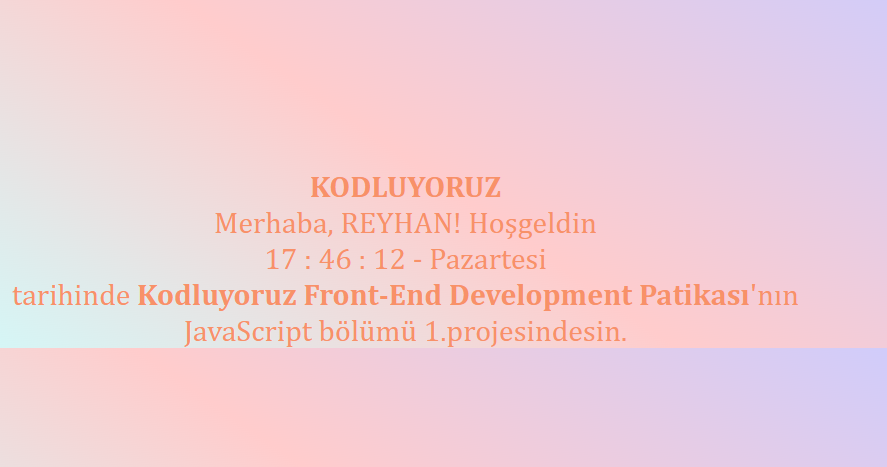 KODLUYORUZ
Merhaba, REYHAN! Hoşgeldin
17 : 46 : 12 - Pazartesi
tarihinde Kodluyoruz Front-End Development Patikası'nın
JavaScript bölümü 1.projesindesin.